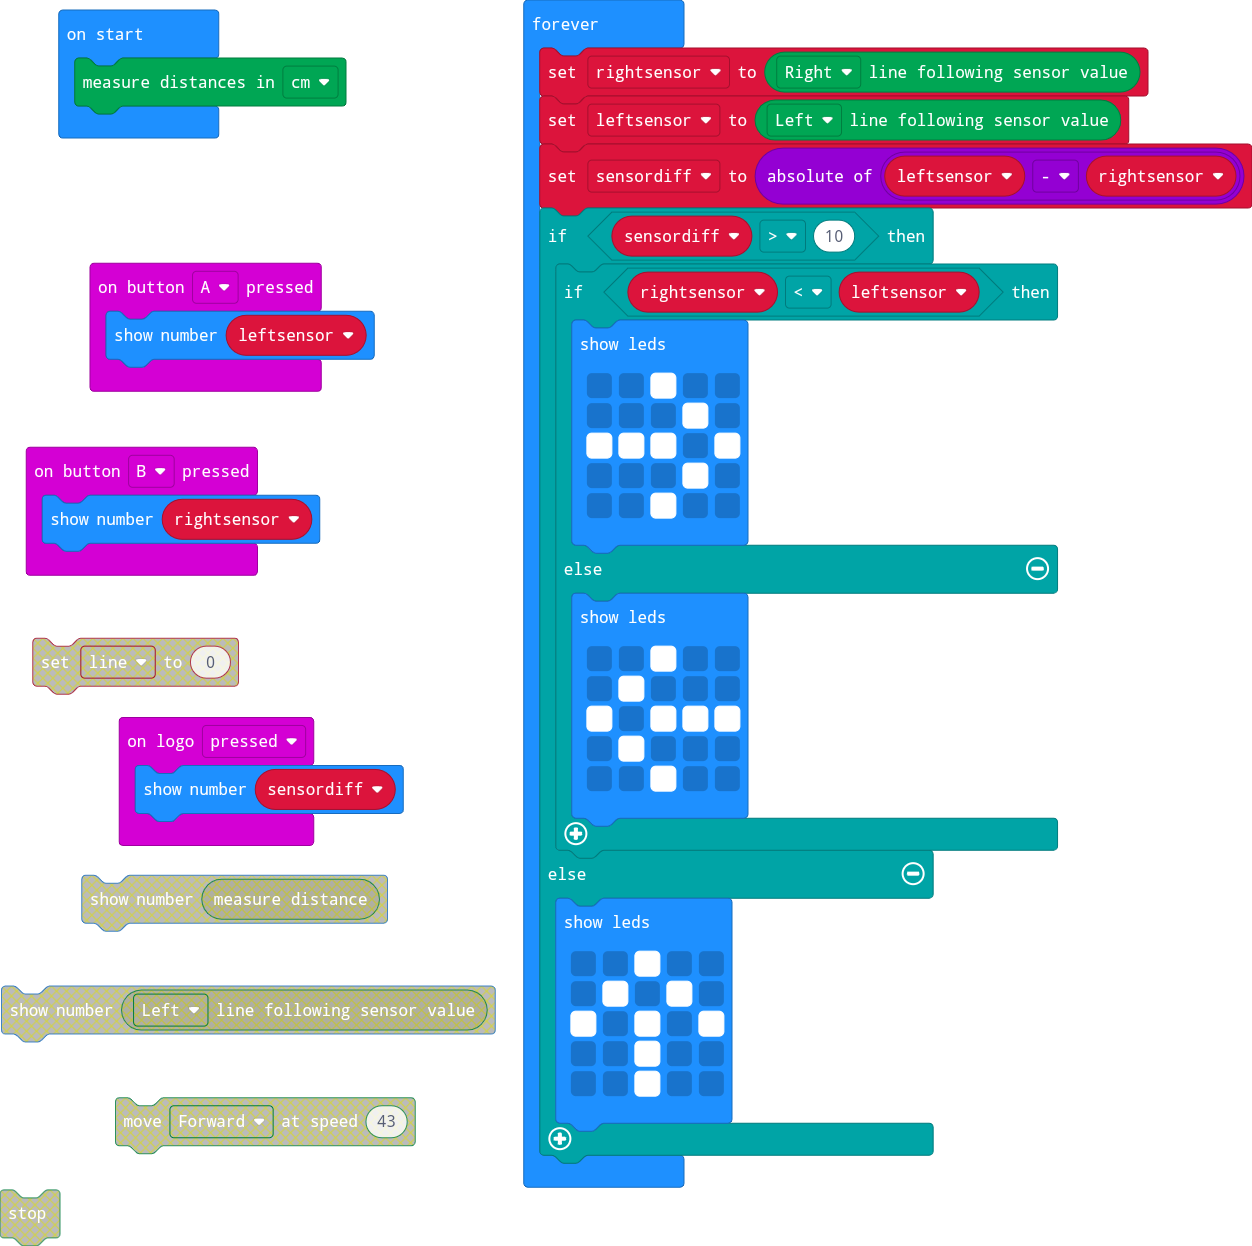 on start
measure distances in cm
on button A pressed
show number leftsensor
on button B pressed
show number rightsensor
set line to 0
on logo pressed
show number sensordiff
show number measure distance
show number Left line following sensor value
move Forward at speed 43
stop
forever
set rightsensor to Right line following sensor value
set leftsensor to Left line following sensor value
set sensordiff to absolute of leftsensor - rightsensor
if sensordiff > 10 then
if rightsensor < leftsensor then
show leds
else
show leds
else
show leds